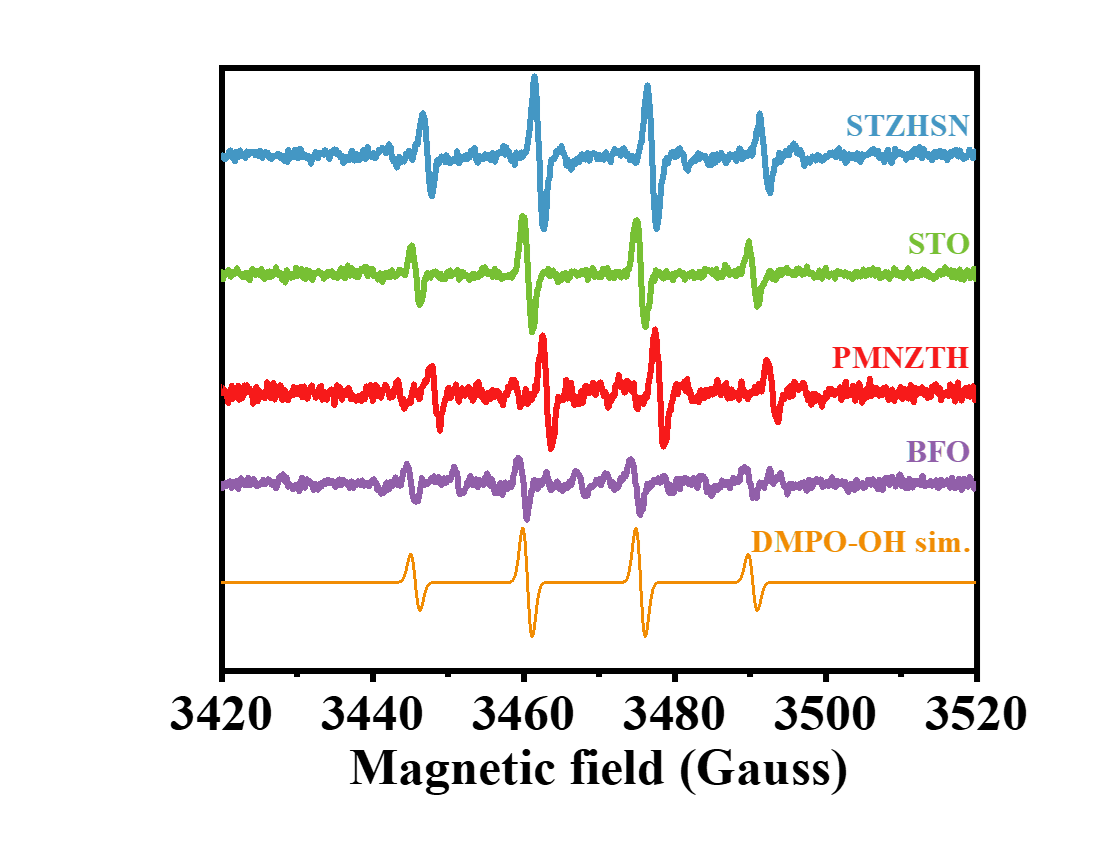 STZHSN
STO
PMNZTH
BFO
DMPO-OH sim.
3420 3440 3460 3480 3500 3520
Magnetic field (Gauss)